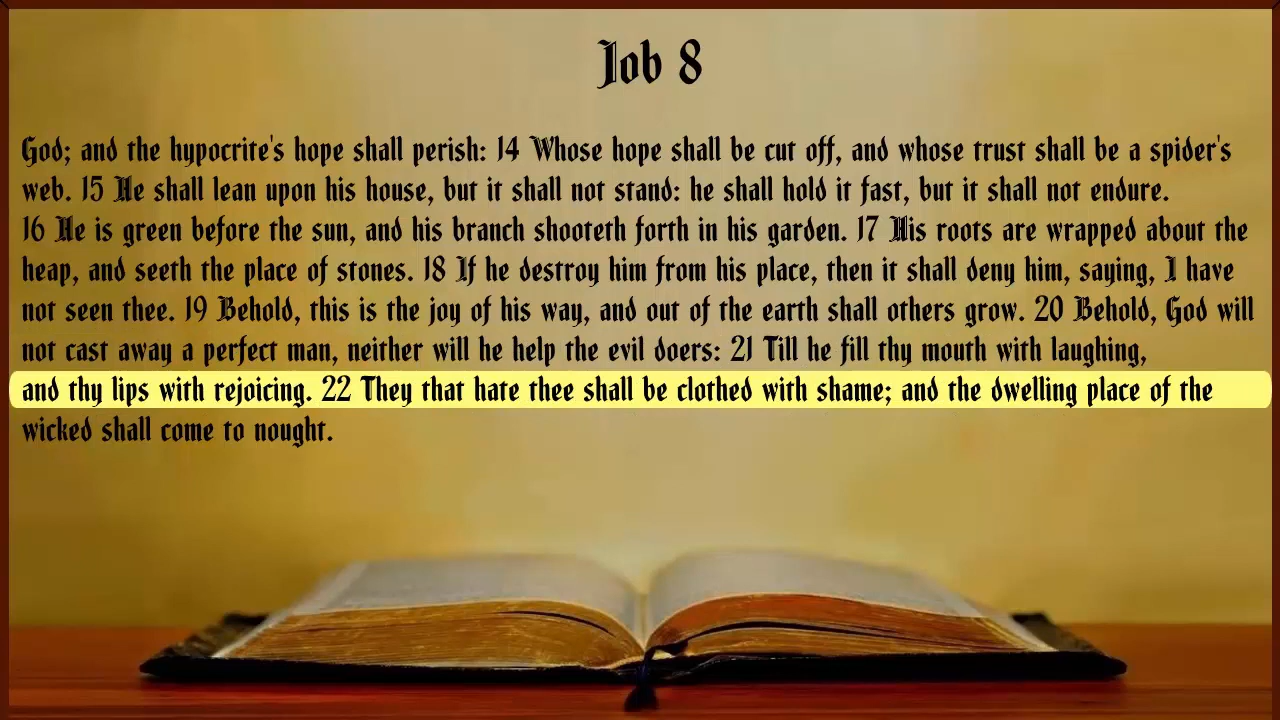 Job 8
God; and the hypocrite's hope shall perish: 14 Whose hope shall be cut off, and whose trust shall be a spider's
web. 15 He shall lean upon his house, but it shall not stand: he shall hold it fast, but it shall not endure.
16 He is green before the sun, and his branch shooteth forth in his garden. 17 His roots are wrapped about the
heap, and seeth the place of stones. 18 If he destroy him from his place, then it shall deny him, saying, I have
not seen thee. 19 Behold, this is the joy of his way, and out of the earth shall others grow. 20 Behold, God will
not cast away a perfect man, neither will he help the evil doers: 21 Till he fill thy mouth with laughing,
and thy lips with rejoicing. 22 They that hate thee shall be clothed with shame; and the dwelling place of the
wicked shall come to nought.